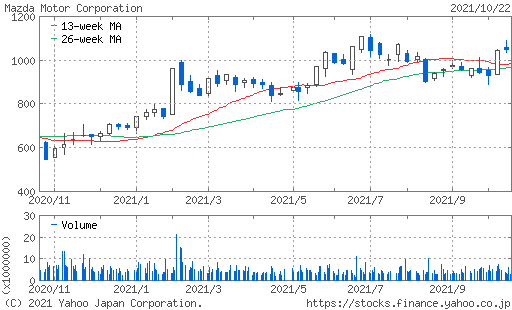 Mazda Motor Corporation 2021/10/22
1200
13-week MA
26-week MA
1000
800
600
400
2020/11 2021/1 2021/3 2021/5 2021/7 2021/9
30
Volume
20
10
0
(x1000000)
2020/11 2021/1 2021/3 2021/5 2021/7 2021/9
(C) 2021 Yahoo Japan Corporation. https://stocks.finance.yahoo.co.jp